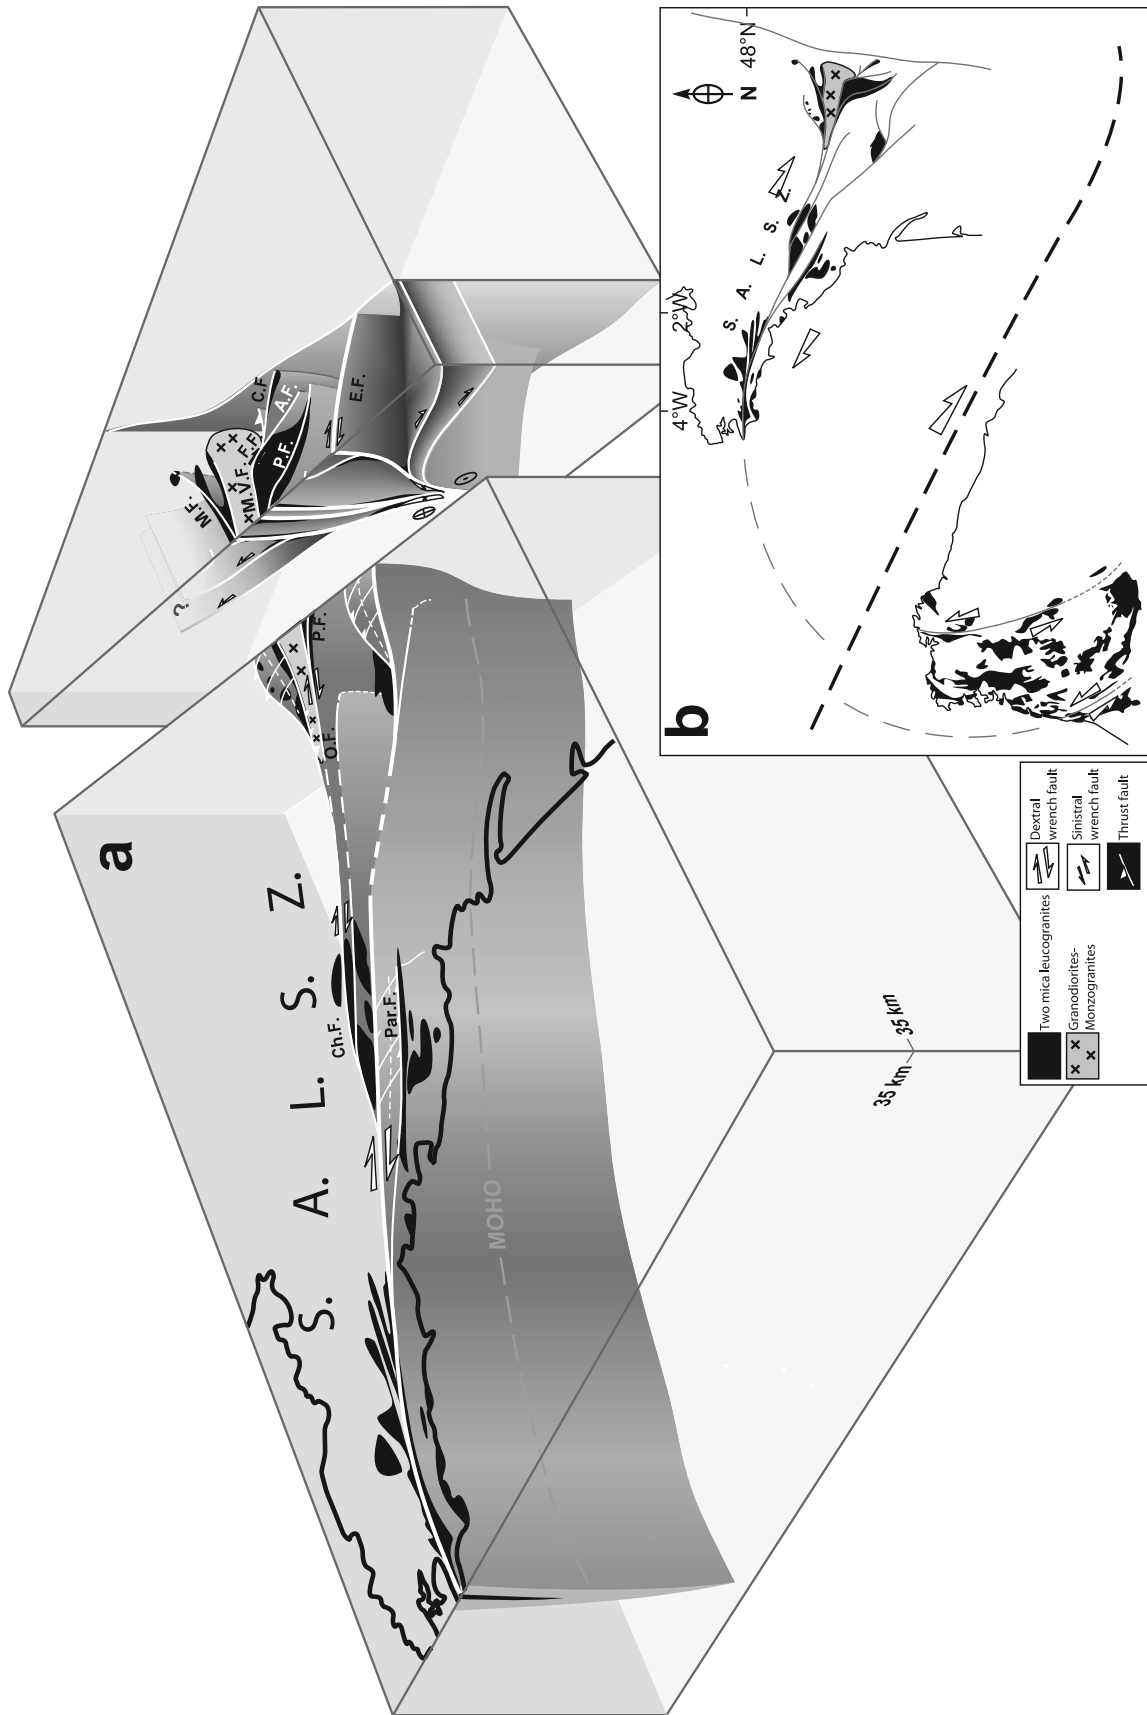 a
S. A. L. S. Z.
Ch.F.
Par.F.
O.F.
P.F.
MOHO
35 km
35 km
?
M.F.
M.V.F.
F.F.
P.F.
A.F.
C.F.
E.F.
b
N
48°N
4°W
2°W
S. A. L. S. Z.
Two mica leucogranites
Granodiorites-
Monzogranites
Dextral
wrench fault
Sinistral
wrench fault
Thrust fault